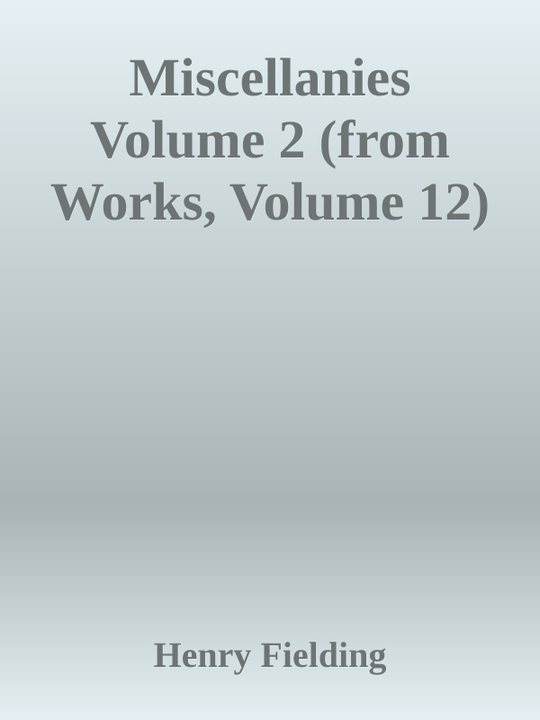 Miscellanies
Volume 2 (from
Works, Volume 12)
Henry Fielding